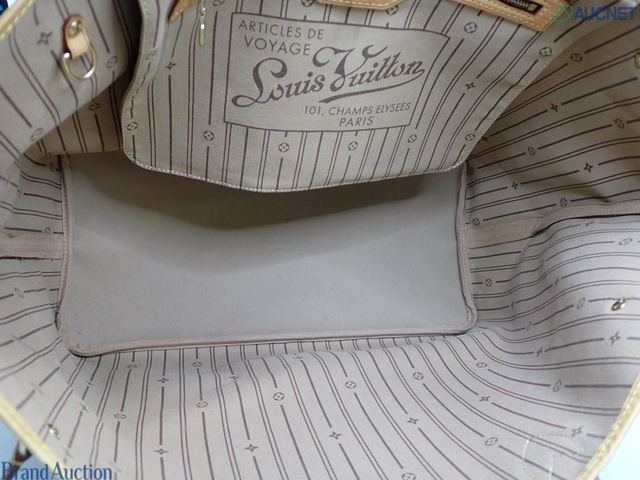 AUCNET
ARTICLES DE
VOYAGE
Louis Vuitton
101, CHAMPS ELYSEES
PARIS
Brand Auction